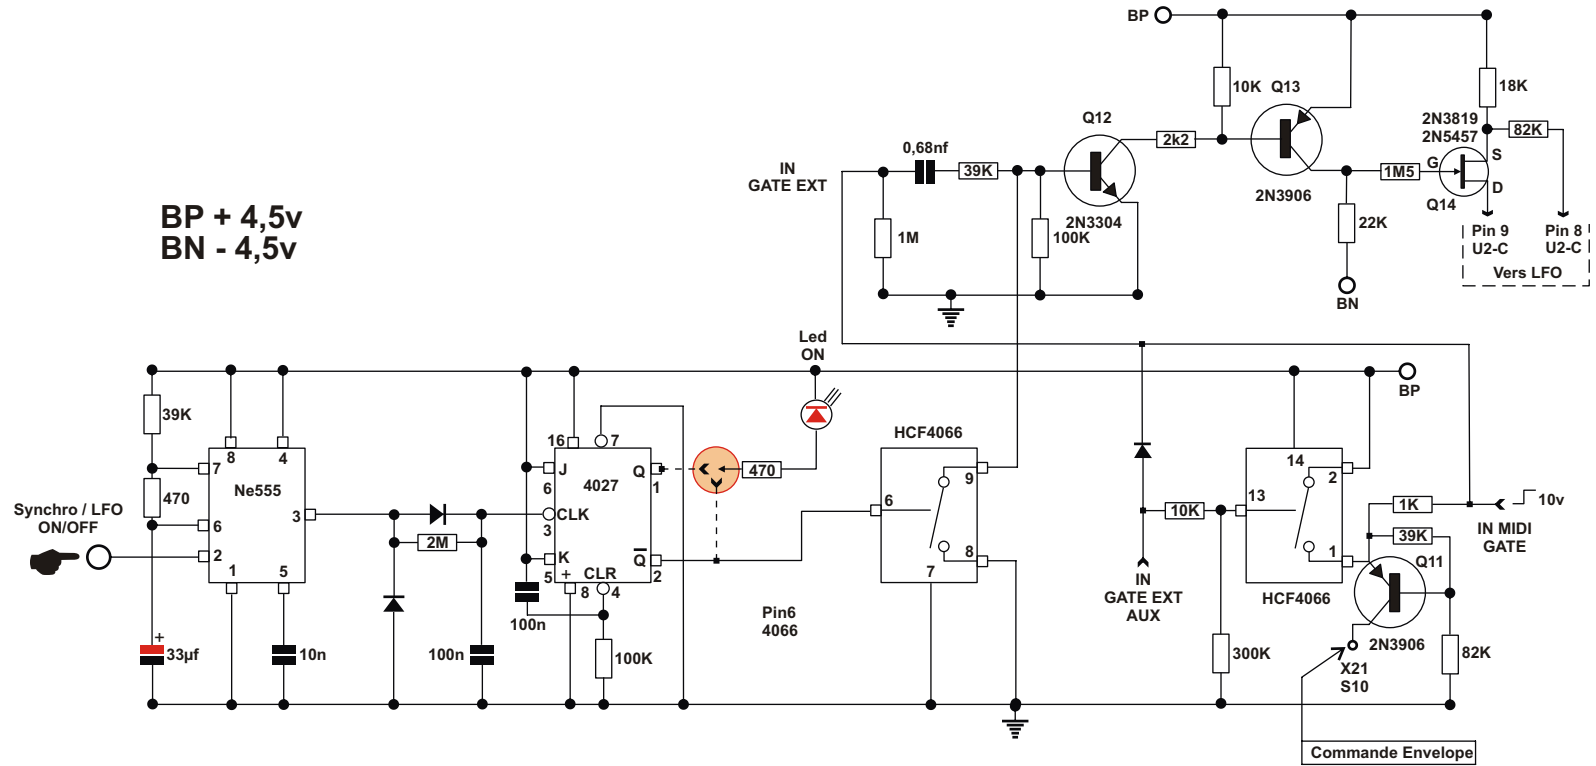 BP
10K
Q13
18K
Q12
2N3819
2N5457
82K
0,68nf
2k2
IN
GATE EXT
39K
G
S
1M5
D
Q14
BP + 4,5v
BN - 4,5v
2N3906
2N3304
1M
100K
22K
Pin 9
U2-C
Pin 8
U2-C
Vers LFO
BN
Led
ON
BP
39K
HCF4066
8
4
16
7
14
7
Ne555
J
Q
470
9
2
6
4027
1
470
6
13
1K
10v
Synchro / LFO
ON/OFF
3
CLK
3
10K
IN MIDI
GATE
6
2M
39K
2
K
Q
8
1
Q11
1
5
5
+
CLR
2
7
IN
GATE EXT
AUX
HCF4066
8
4
100n
Pin6
4066
+
33µf
10n
100n
100K
300K
2N3906
82K
X21
S10
Commande Envelope